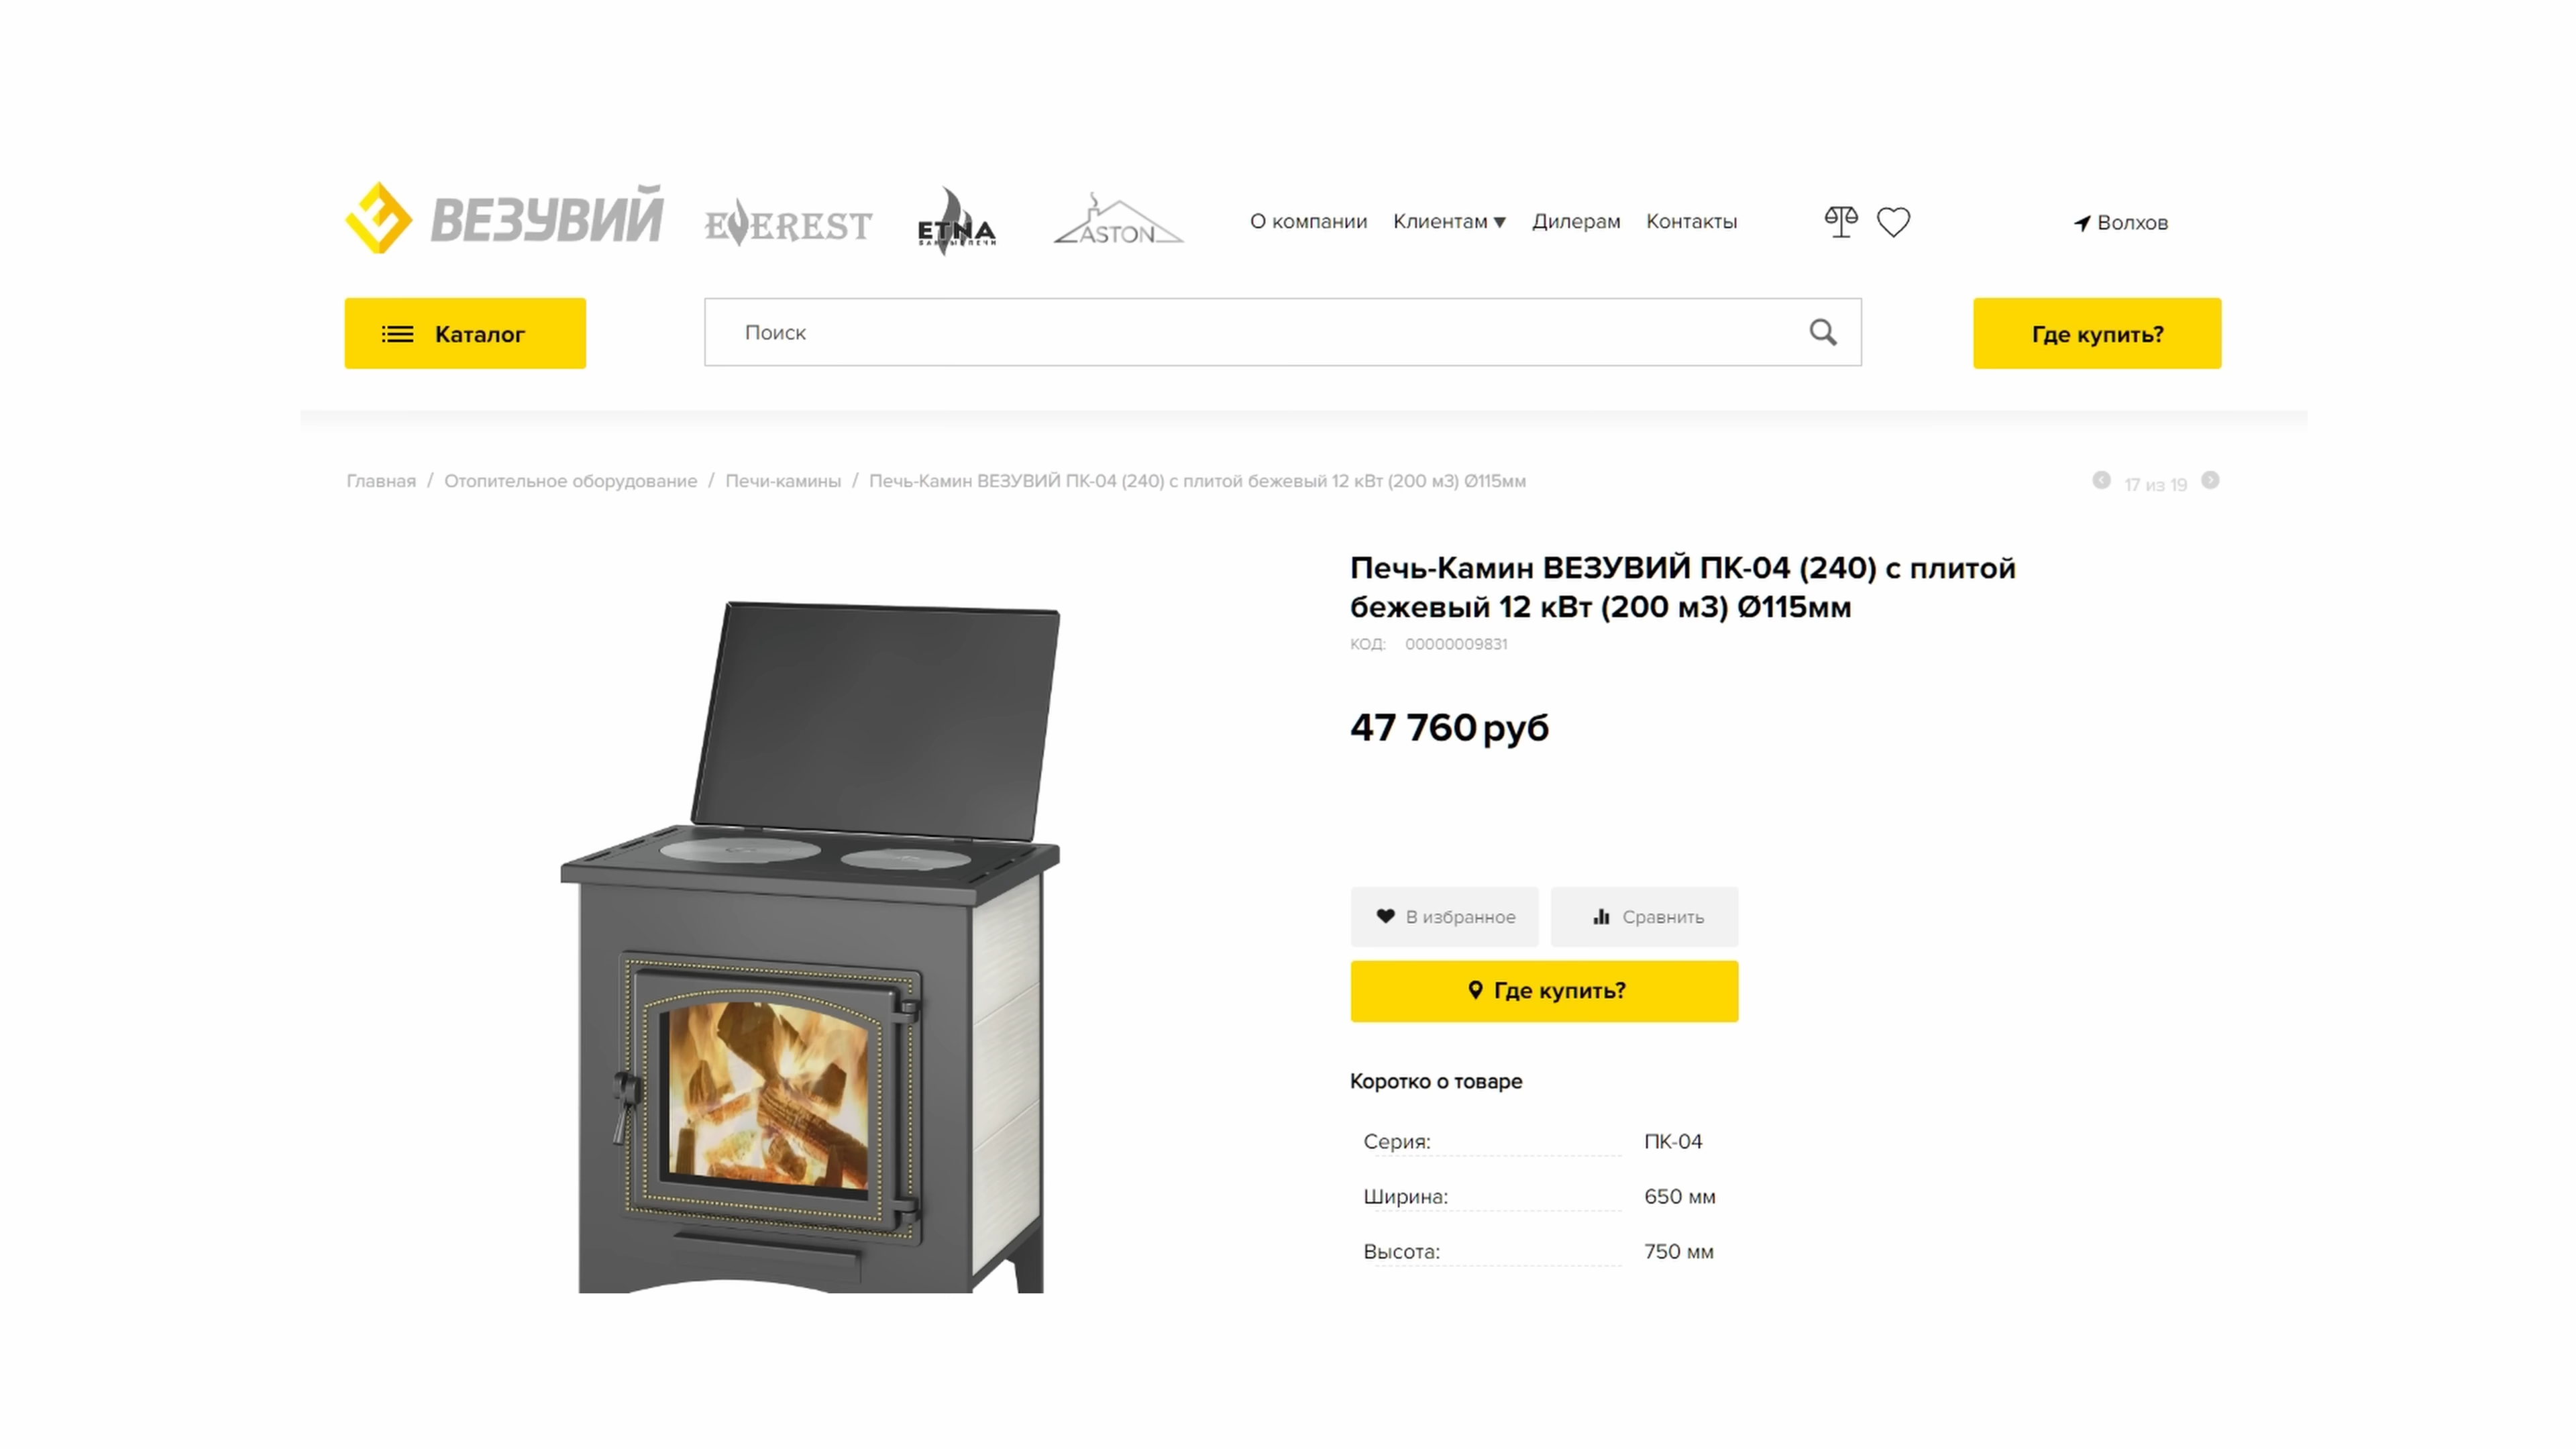 ВЕЗУВИЙ
EVEREST
ETNA
БАННЫЕ ПЕЧИ
ASTON
О компании Клиентам ▼ Дилерам Контакты
Волхов
Каталог
Поиск
Где купить?
Главная / Отопительное оборудование / Печи-камины / Печь-Камин ВЕЗУВИЙ ПК-04 (240) с плитой бежевый 12 кВт (200 м3) Ø115мм
17 из 19
Печь-Камин ВЕЗУВИЙ ПК-04 (240) с плитой
бежевый 12 кВт (200 м3) Ø115мм
КОД: 00000009831
47 760 руб
В избранное
Сравнить
Где купить?
Коротко о товаре
Серия: ПК-04
Ширина: 650 мм
Высота: 750 мм